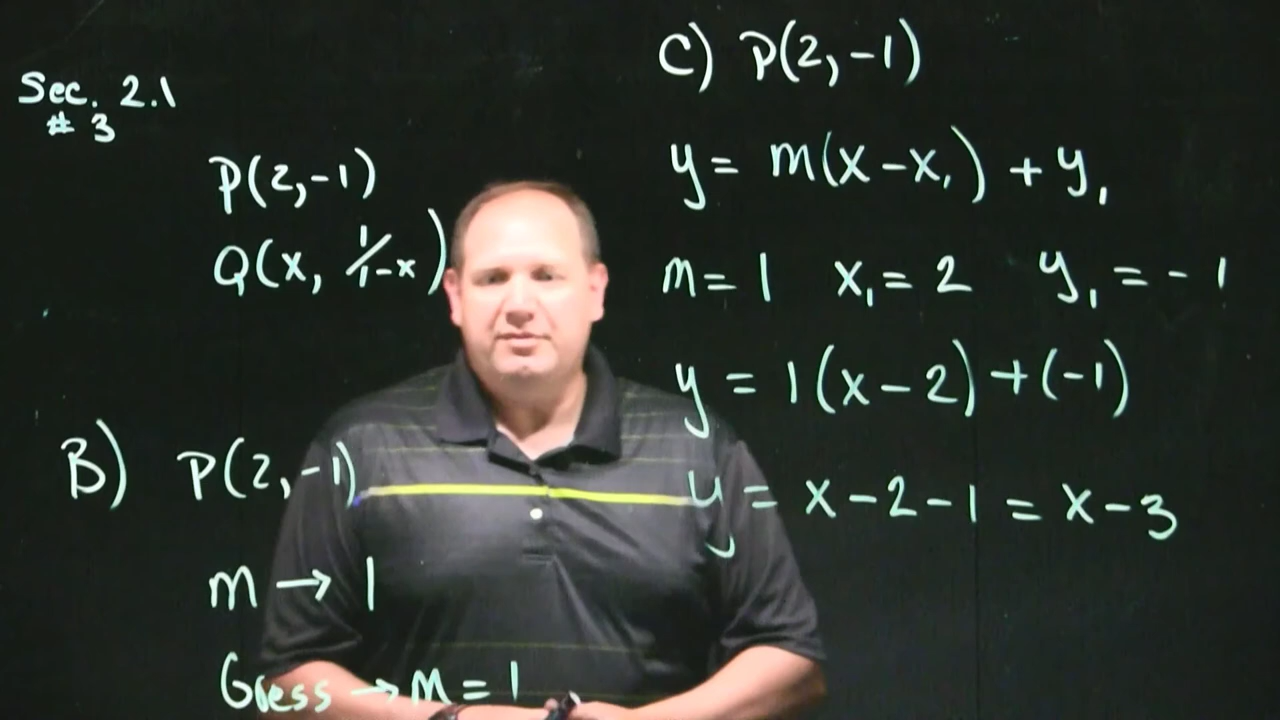 Sec. 2.1
# 3
P(2,-1)
Q(x, 1/1-x)
B) P(2,-1)
m → 1
Guess → m = 1
C) P(2,-1)
y = m(x-x₁) + y₁
m = 1 x₁ = 2 y₁ = -1
y = 1(x-2)+(-1)
y = x-2-1 = x-3